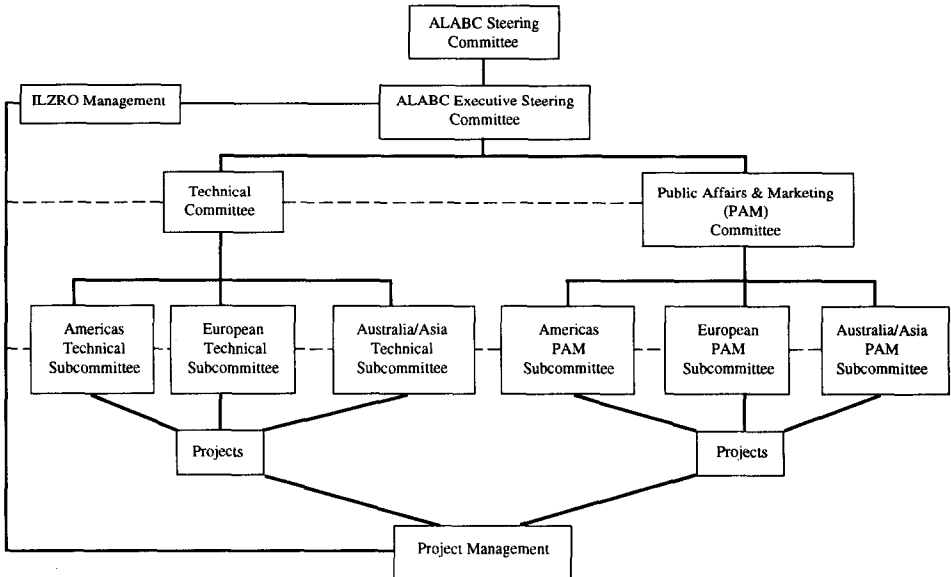 ALABC Steering
Committee
ILZRO Management
ALABC Executive Steering
Committee
Technical
Committee
Public Affairs & Marketing
(PAM)
Committee
Americas
Technical
Subcommittee
European
Technical
Subcommittee
Australia/Asia
Technical
Subcommittee
Americas
PAM
Subcommittee
European
PAM
Subcommittee
Australia/Asia
PAM
Subcommittee
Projects
Projects
Project Management